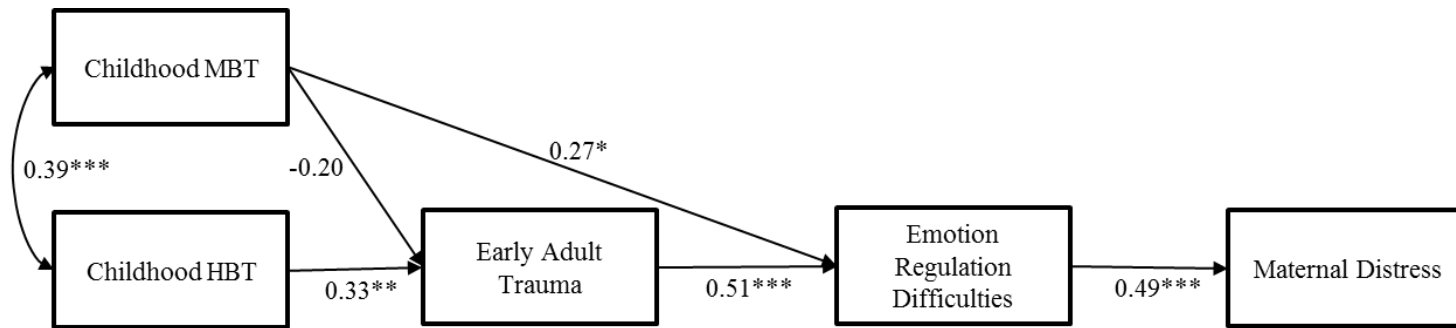 Childhood MBT
0.27*
0.39***
-0.20
Childhood HBT
0.33**
Early Adult
Trauma
0.51***
Emotion
Regulation
Difficulties
0.49***
Maternal Distress